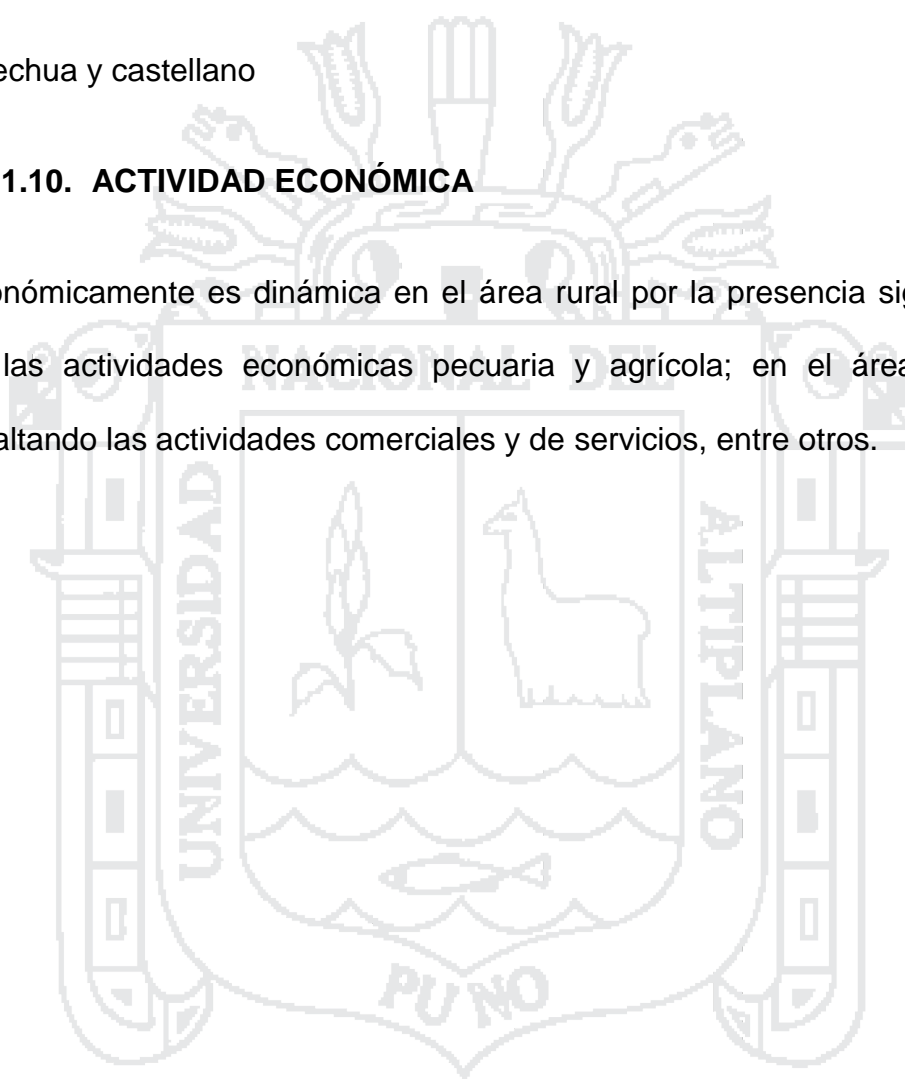 echua y castellano
1.10. ACTIVIDAD ECONÓMICA
onómicamente es dinámica en el área rural por la presencia sig
las actividades económicas pecuaria y agrícola; en el área
altando las actividades comerciales y de servicios, entre otros.
NACIONAL DEL
UNIVERSIDAD
ALTIPLANO
PUNO